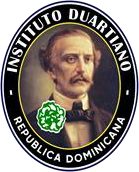 INSTITUTO DUARTIANO
REPUBLICA DOMINICANA